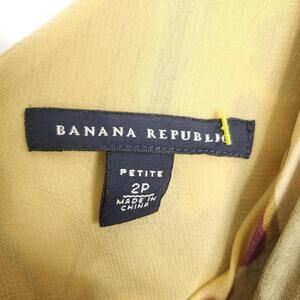 BANANA REPUBLIC
PETITE
2P
MADE IN
CHINA